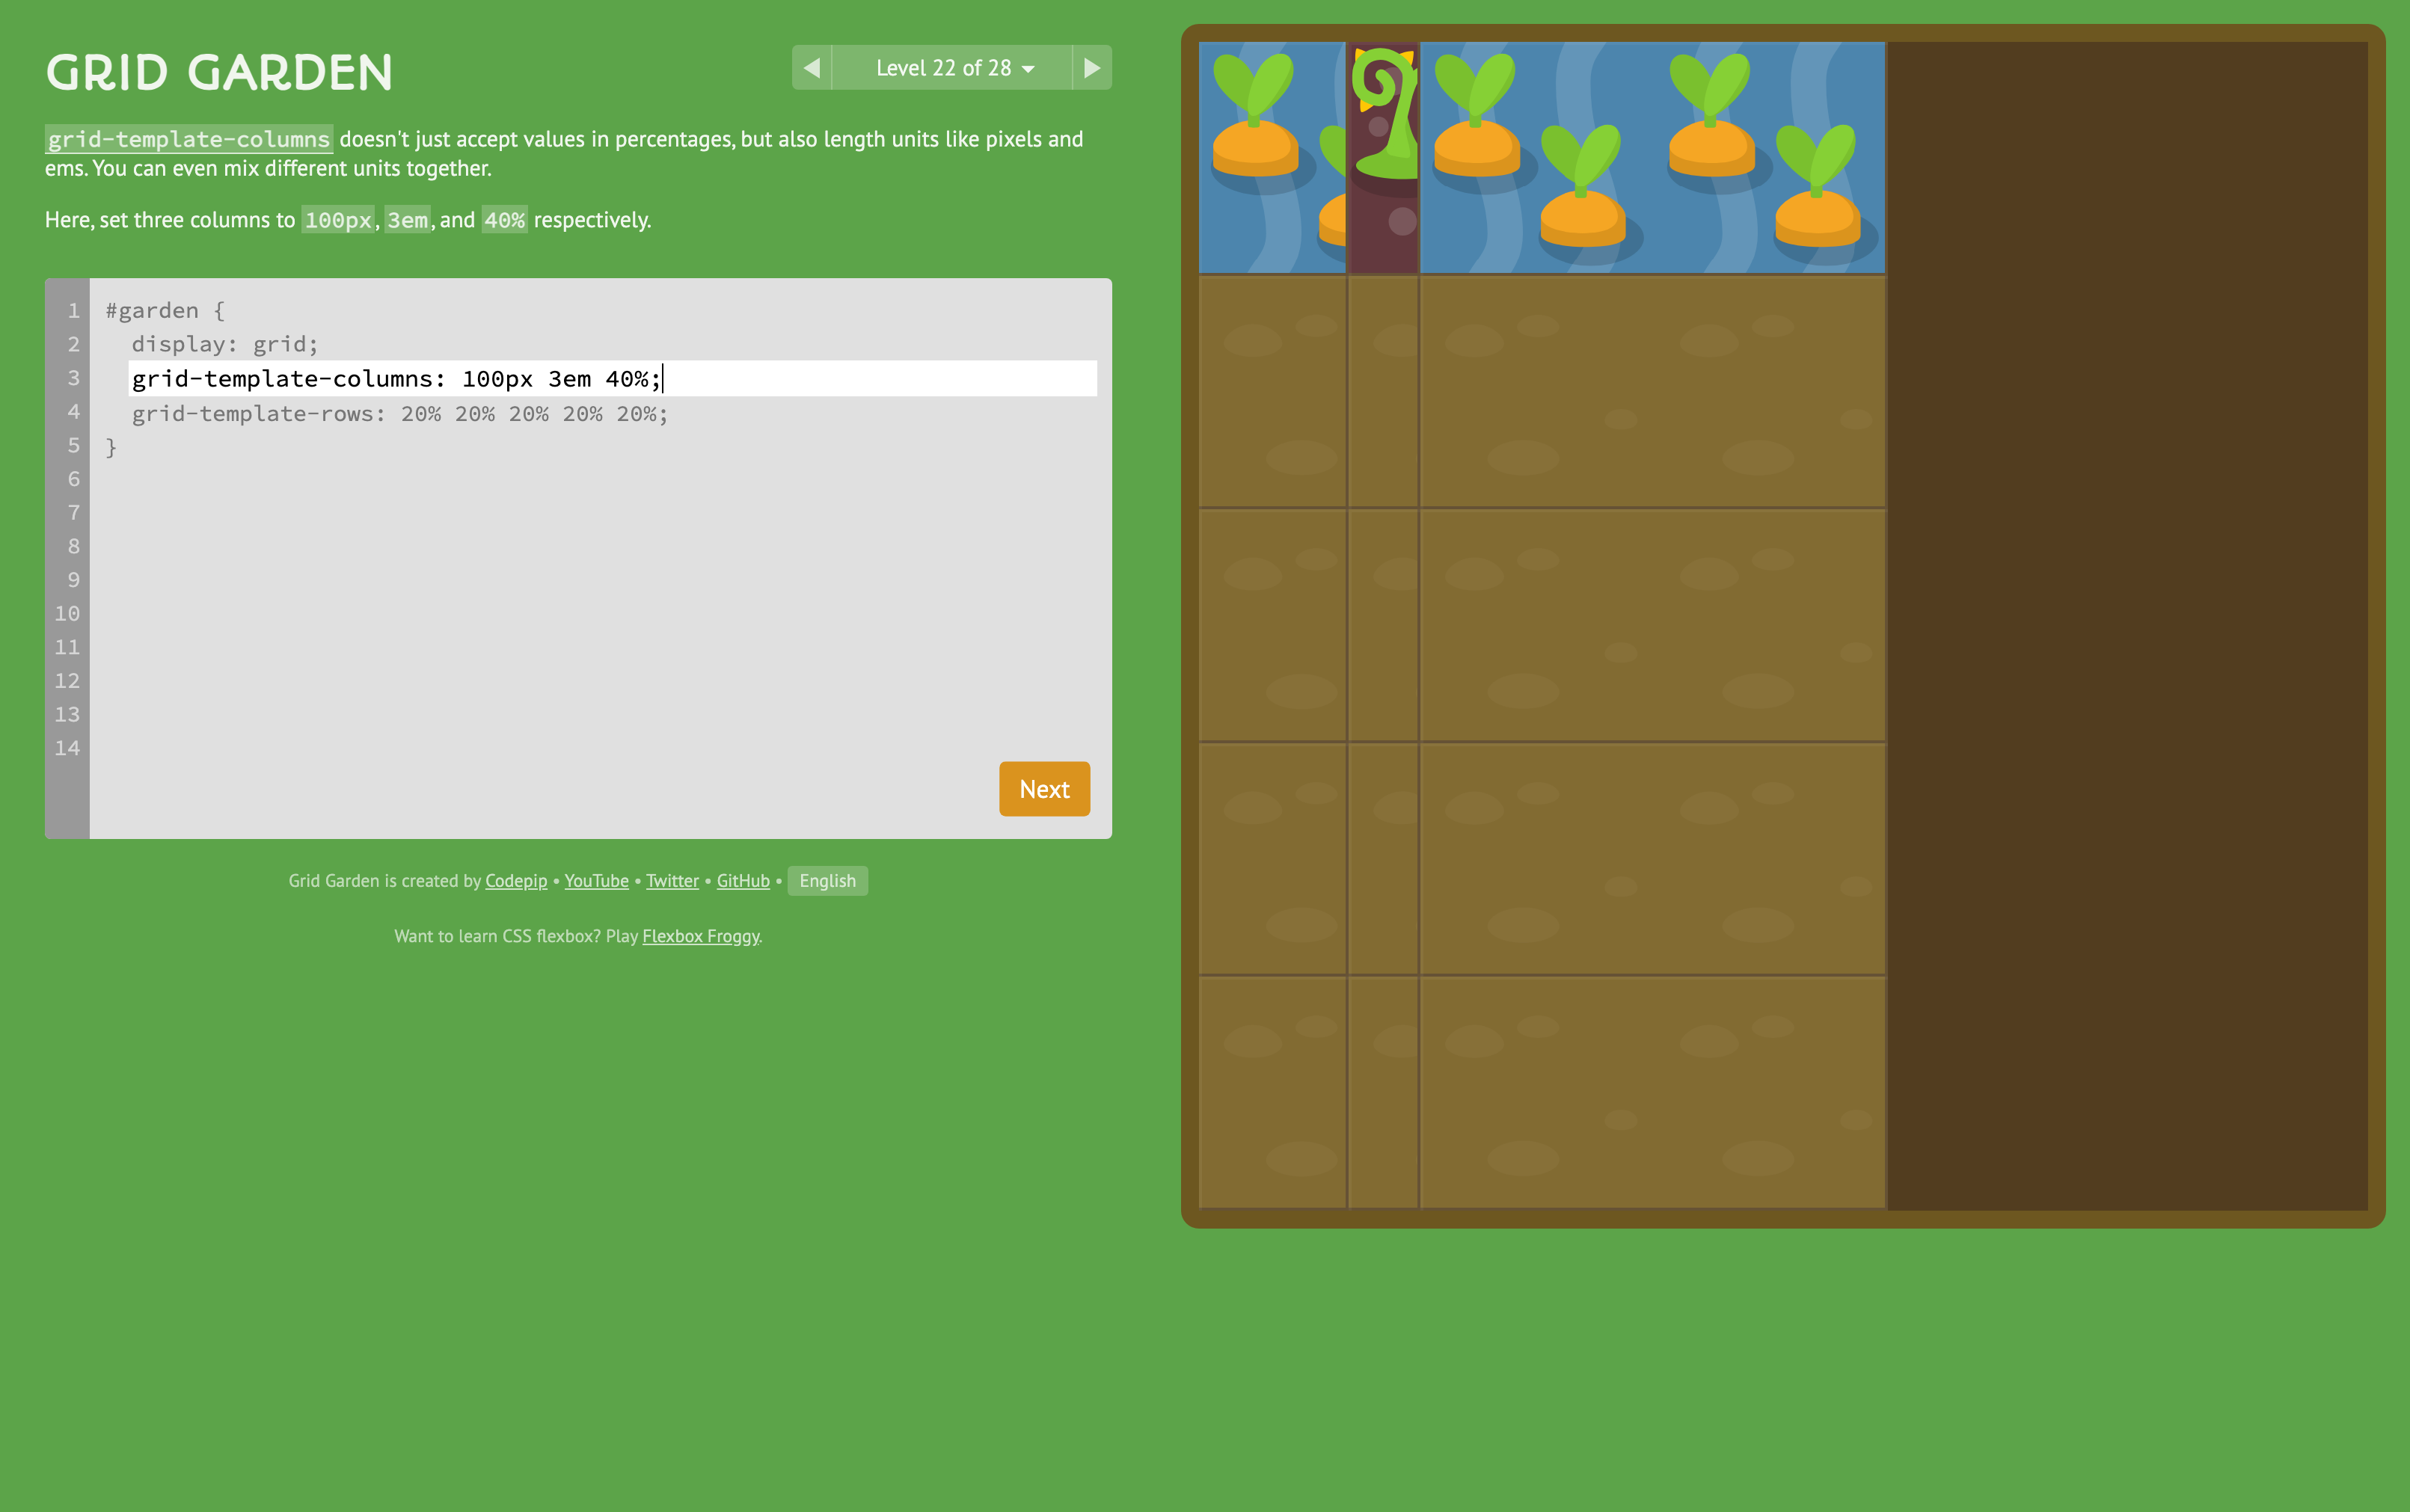 GRID GARDEN
Level 22 of 28
grid-template-columns doesn't just accept values in percentages, but also length units like pixels and
ems. You can even mix different units together.
Here, set three columns to 100px, 3em, and 40% respectively.
1 #garden {
2 display: grid;
3 grid-template-columns: 100px 3em 40%;
4 grid-template-rows: 20% 20% 20% 20% 20%;
5 }
6
7
8
9
10
11
12
13
14
Next
Grid Garden is created by Codepip • YouTube • Twitter • GitHub • English
Want to learn CSS flexbox? Play Flexbox Froggy.